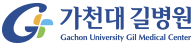 가천대 길병원
Gachon University Gil Medical Center